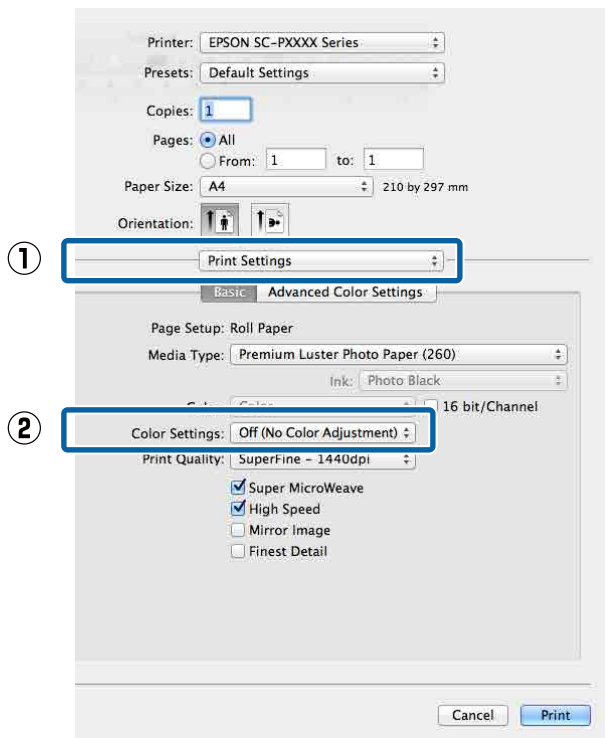 Printer: EPSON SC-PXXXX Series
Presets: Default Settings
Copies: 1
Pages: All
From: 1 to: 1
Paper Size: A4 210 by 297 mm
Orientation:
1
Print Settings
Basic Advanced Color Settings
Page Setup: Roll Paper
Media Type: Premium Luster Photo Paper (260)
Ink: Photo Black
Color 16 bit/Channel
2
Color Settings: Off (No Color Adjustment)
Print Quality: SuperFine - 1440dpi
Super MicroWeave
High Speed
Mirror Image
Finest Detail
Cancel Print